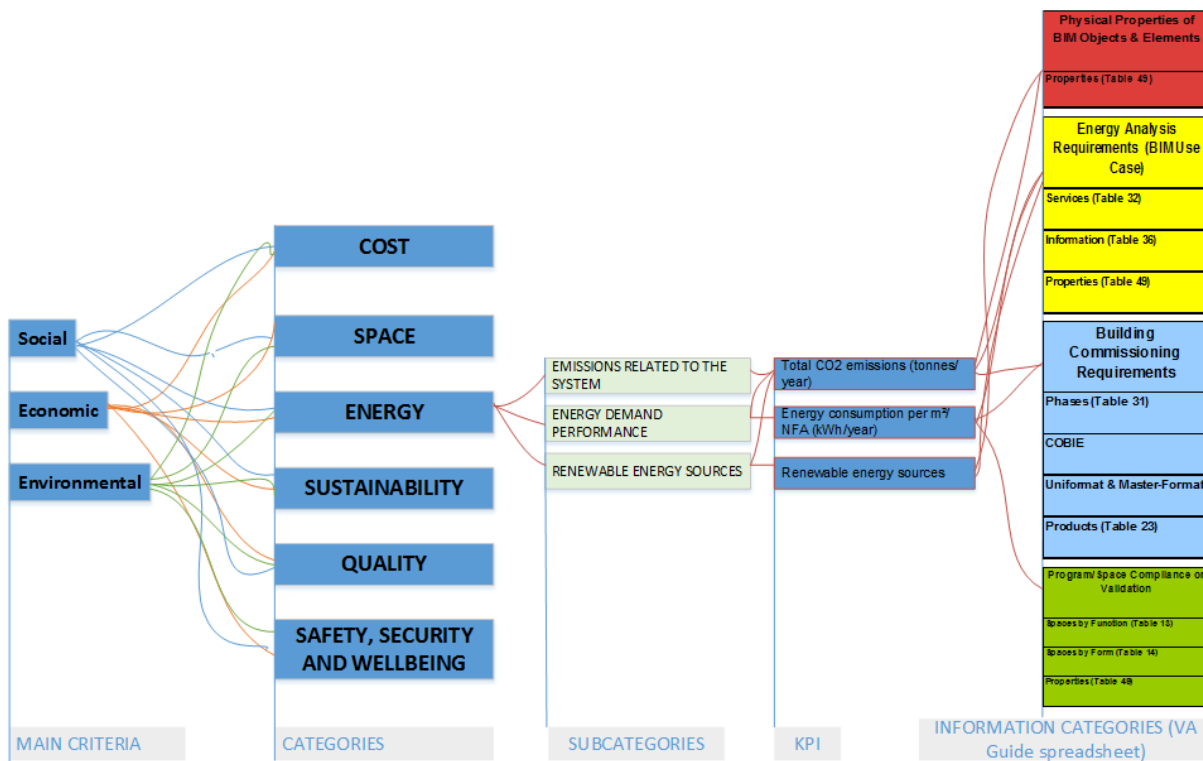 Social
Economic
Environmental
MAIN CRITERIA
COST
SPACE
ENERGY
SUSTAINABILITY
QUALITY
SAFETY, SECURITY
AND WELLBEING
CATEGORIES
EMISSIONS RELATED TO THE
SYSTEM
ENERGY DEMAND
PERFORMANCE
RENEWABLE ENERGY SOURCES
SUBCATEGORIES
Total CO2 emissions (tonnes/
year)
Energy consumption per m²/
NFA (kWh/year)
Renewable energy sources
KPI
Physical Properties of
BIM Objects & Elements
Properties (Table 49)
Energy Analysis
Requirements (BIM Use
Case)
Services (Table 32)
Information (Table 36)
Properties (Table 49)
Building
Commissioning
Requirements
Phases (Table 31)
COBIE
Uniformat & Master-Format
Products (Table 23)
Program/Space Compliance or
Validation
Spaces by Function (Table 13)
Spaces by Form (Table 14)
Properties (Table 49)
INFORMATION CATEGORIES (VA
Guide spreadsheet)